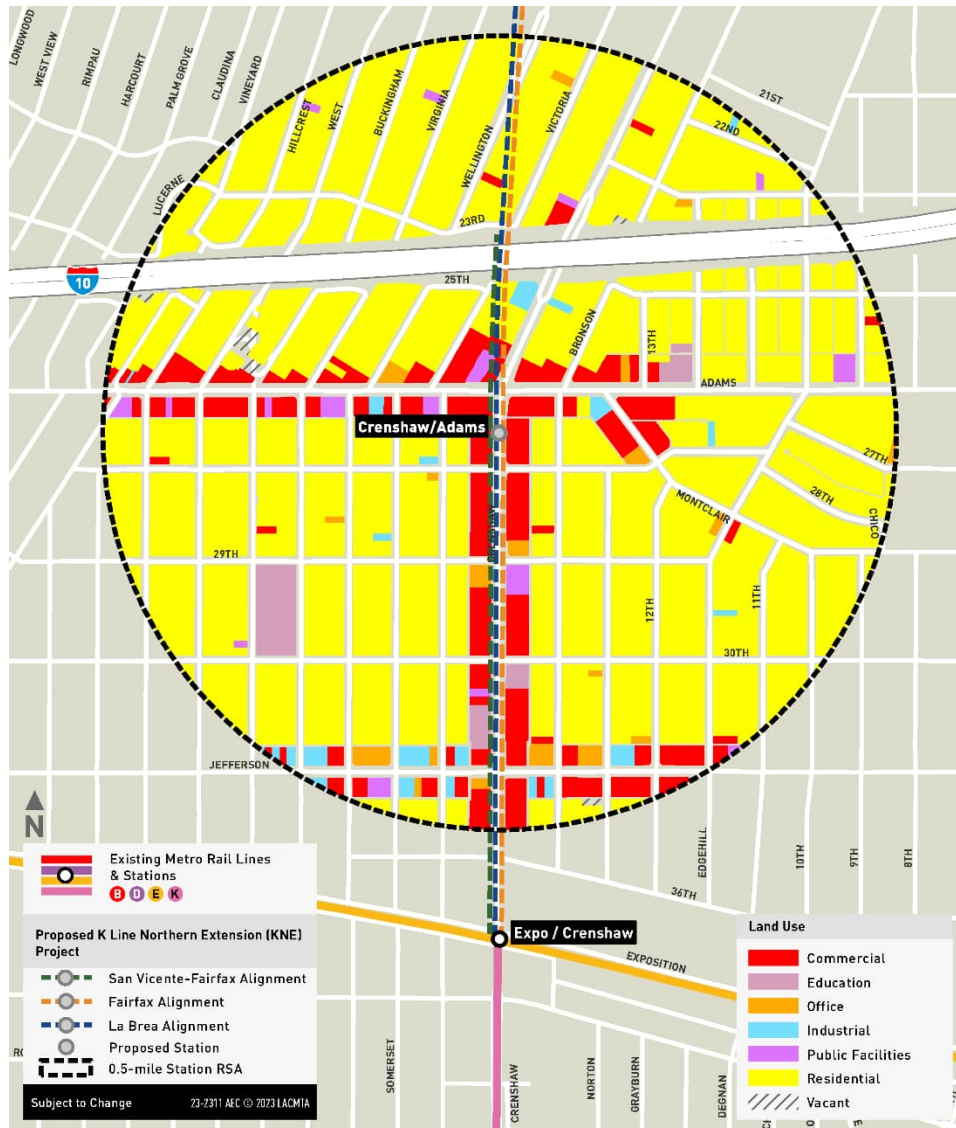 LONGWOOD
WEST VIEW
RIMPAU
HARCOURT
PALM GROVE
CLAUDINA
VINEYARD
HILLCREST
WEST
BUCKINGHAM
VIRGINIA
WELLINGTON
VICTORIA
21ST
22ND
LUCERNE
23RD
10
25TH
BRONSON
13TH
ADAMS
Crenshaw/Adams
27TH
28TH
MONTCLAIR
CHICO
CRENSHAW
29TH
12TH
11TH
30TH
JEFFERSON
N
EDGEHILL
10TH
9TH
8TH
36TH
Expo / Crenshaw
EXPOSITION
SOMERSET
CRENSHAW
NORTON
GRAYBURN
DEGNAN
Existing Metro Rail Lines
& Stations
B D E K
Proposed K Line Northern Extension (KNE)
Project
San Vicente-Fairfax Alignment
Fairfax Alignment
La Brea Alignment
Proposed Station
0.5-mile Station RSA
Subject to Change 23-2311 AEC © 2023 LACMTA
Land Use
Commercial
Education
Office
Industrial
Public Facilities
Residential
Vacant